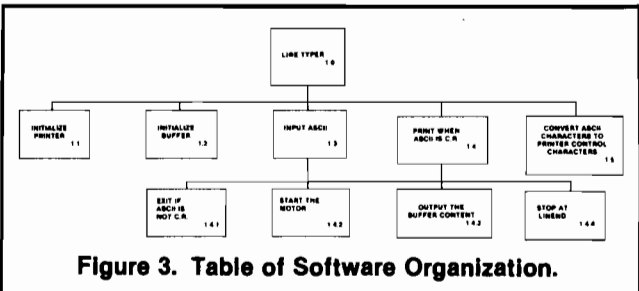 LINE TYPER
1.0
INITIALIZE
PRINTER
1.1
INITIALIZE
BUFFER
1.2
INPUT ASCII
1.3
PRINT WHEN
ASCII IS C.R.
1.4
CONVERT ASCII
CHARACTERS TO
PRINTER CONTROL
CHARACTERS
1.5
EXIT IF
ASCII IS
NOT C.R.
1.4.1
START THE
MOTOR
1.4.2
OUTPUT THE
BUFFER CONTENT
1.4.3
STOP AT
LINEND
1.4.4
Figure 3. Table of Software Organization.